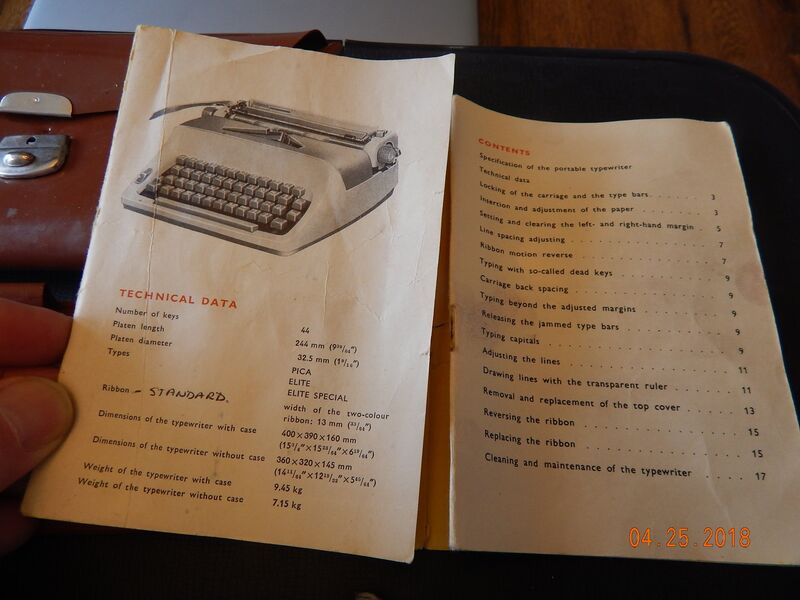 TECHNICAL DATA
Number of keys 44
Platen length 244 mm (9³⁹/₆₄″)
Platen diameter 32.5 mm (1⁹/₃₂″)
Types PICA
ELITE
ELITE SPECIAL
Ribbon - STANDARD. width of the two-colour
ribbon: 13 mm (³³/₆₄″)
Dimensions of the typewriter with case 400×390×160 mm
Dimensions of the typewriter without case 360×320×145 mm
Weight of the typewriter with case 9.45 kg
Weight of the typewriter without case 7.15 kg
CONTENTS
Specification of the portable typewriter
Technical data
Locking of the carriage and the type bars 3
Insertion and adjustment of the paper 3
Setting and clearing the left- and right-hand margin 5
Line spacing adjusting 7
Ribbon motion reverse 7
Typing with so-called dead keys 9
Carriage back spacing 9
Typing beyond the adjusted margins 9
Releasing the jammed type bars 9
Typing capitals 9
Adjusting the lines 11
Drawing lines with the transparent ruler 11
Removal and replacement of the top cover 13
Reversing the ribbon 15
Replacing the ribbon 15
Cleaning and maintenance of the typewriter 17
04.25.2018